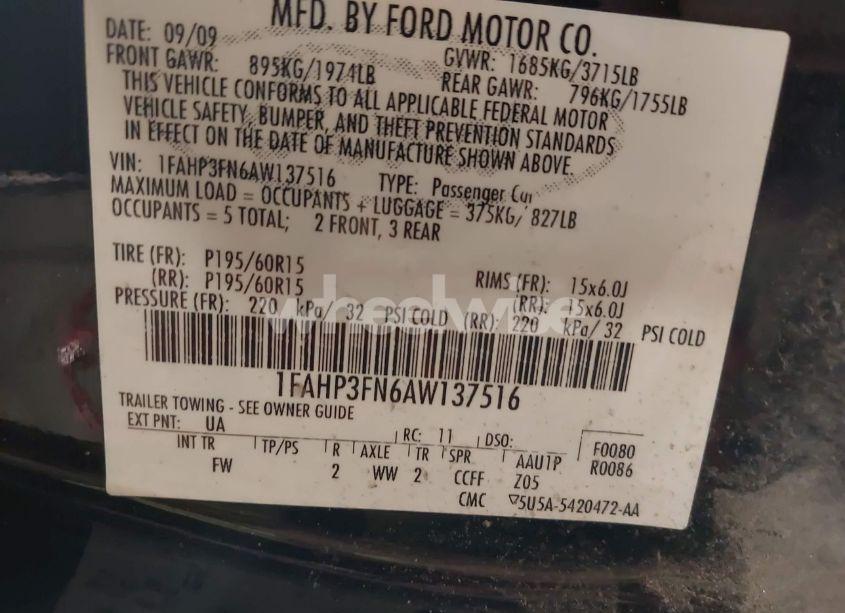 MFD. BY FORD MOTOR CO.
DATE: 09/09 GVWR: 1685KG/3715LB
FRONT GAWR: 895KG/1974LB REAR GAWR: 796KG/1755LB
THIS VEHICLE CONFORMS TO ALL APPLICABLE FEDERAL MOTOR
VEHICLE SAFETY, BUMPER, AND THEFT PREVENTION STANDARDS
IN EFFECT ON THE DATE OF MANUFACTURE SHOWN ABOVE.
VIN: 1FAHP3FN6AW137516 TYPE: Passenger Car
MAXIMUM LOAD = OCCUPANTS + LUGGAGE = 375KG/ 827LB
OCCUPANTS = 5 TOTAL; 2 FRONT, 3 REAR
TIRE (FR): P195/60R15 RIMS (FR): 15x6.0J
(RR): P195/60R15 (RR): 15x6.0J
PRESSURE (FR): 220 kPa/ 32 PSI COLD (RR): 220 kPa/ 32 PSI COLD
wheelwise
1FAHP3FN6AW137516
TRAILER TOWING - SEE OWNER GUIDE
EXT PNT: UA RC: 11 DSO: F0080
INT TR TP/PS R AXLE TR SPR AAU1P R0086
FW 2 WW 2 CCFF Z05
CMC ▽5U5A-5420472-AA